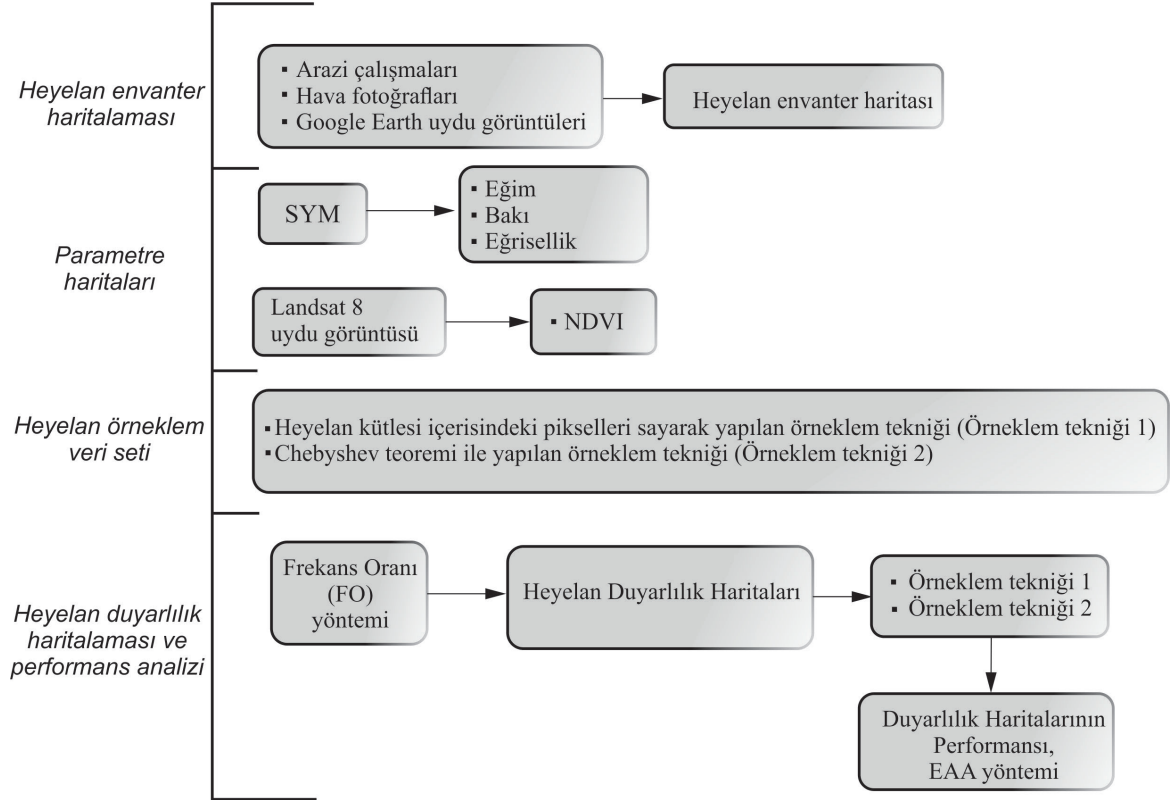 Heyelan envanter
haritalaması
▪ Arazi çalışmaları
▪ Hava fotoğrafları
▪ Google Earth uydu görüntüleri
Heyelan envanter haritası
Parametre
haritaları
SYM
▪ Eğim
▪ Bakı
▪ Eğrisellik
Landsat 8
uydu görüntüsü
▪ NDVI
Heyelan örneklem
veri seti
▪ Heyelan kütlesi içerisindeki pikselleri sayarak yapılan örneklem tekniği (Örneklem tekniği 1)
▪ Chebyshev teoremi ile yapılan örneklem tekniği (Örneklem tekniği 2)
Heyelan duyarlılık
haritalaması ve
performans analizi
Frekans Oranı
(FO)
yöntemi
Heyelan Duyarlılık Haritaları
▪ Örneklem tekniği 1
▪ Örneklem tekniği 2
Duyarlılık Haritalarının
Performansı,
EAA yöntemi